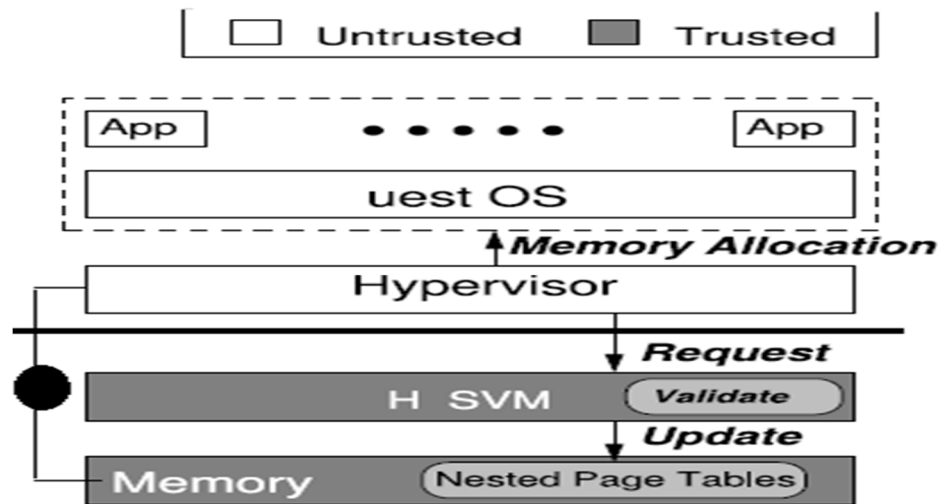 Untrusted Trusted
App App
uest OS
Memory Allocation
Hypervisor
Request
H SVM Validate
Update
Memory Nested Page Tables